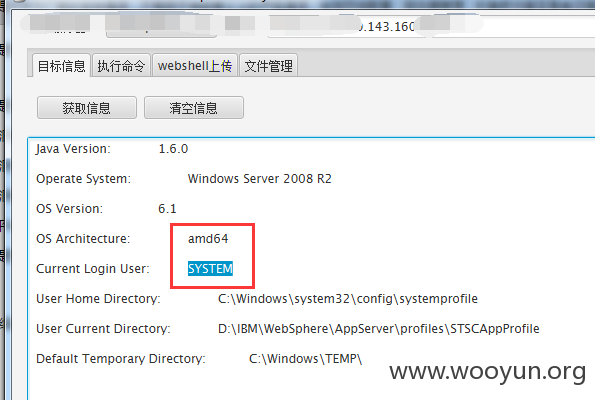 .143.160
目标信息 执行命令 webshell上传 文件管理
获取信息 清空信息
Java Version: 1.6.0
Operate System: Windows Server 2008 R2
OS Version: 6.1
OS Architecture: amd64
Current Login User: SYSTEM
User Home Directory: C:\Windows\system32\config\systemprofile
User Current Directory: D:\IBM\WebSphere\AppServer\profiles\STSCAppProfile
Default Temporary Directory: C:\Windows\TEMP\
www.wooyun.org